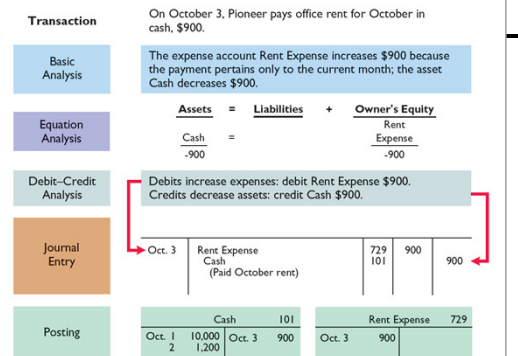 Transaction
On October 3, Pioneer pays office rent for October in
cash, $900.
Basic
Analysis
The expense account Rent Expense increases $900 because
the payment pertains only to the current month; the asset
Cash decreases $900.
Equation
Analysis
Assets = Liabilities + Owner's Equity
Rent
Cash = Expense
-900 -900
Debit–Credit
Analysis
Debits increase expenses: debit Rent Expense $900.
Credits decrease assets: credit Cash $900.
Journal
Entry
Oct. 3 Rent Expense 729 900
Cash 101 900
(Paid October rent)
Posting
Cash 101
Oct. 1 10,000 Oct. 3 900
2 1,200
Rent Expense 729
Oct. 3 900